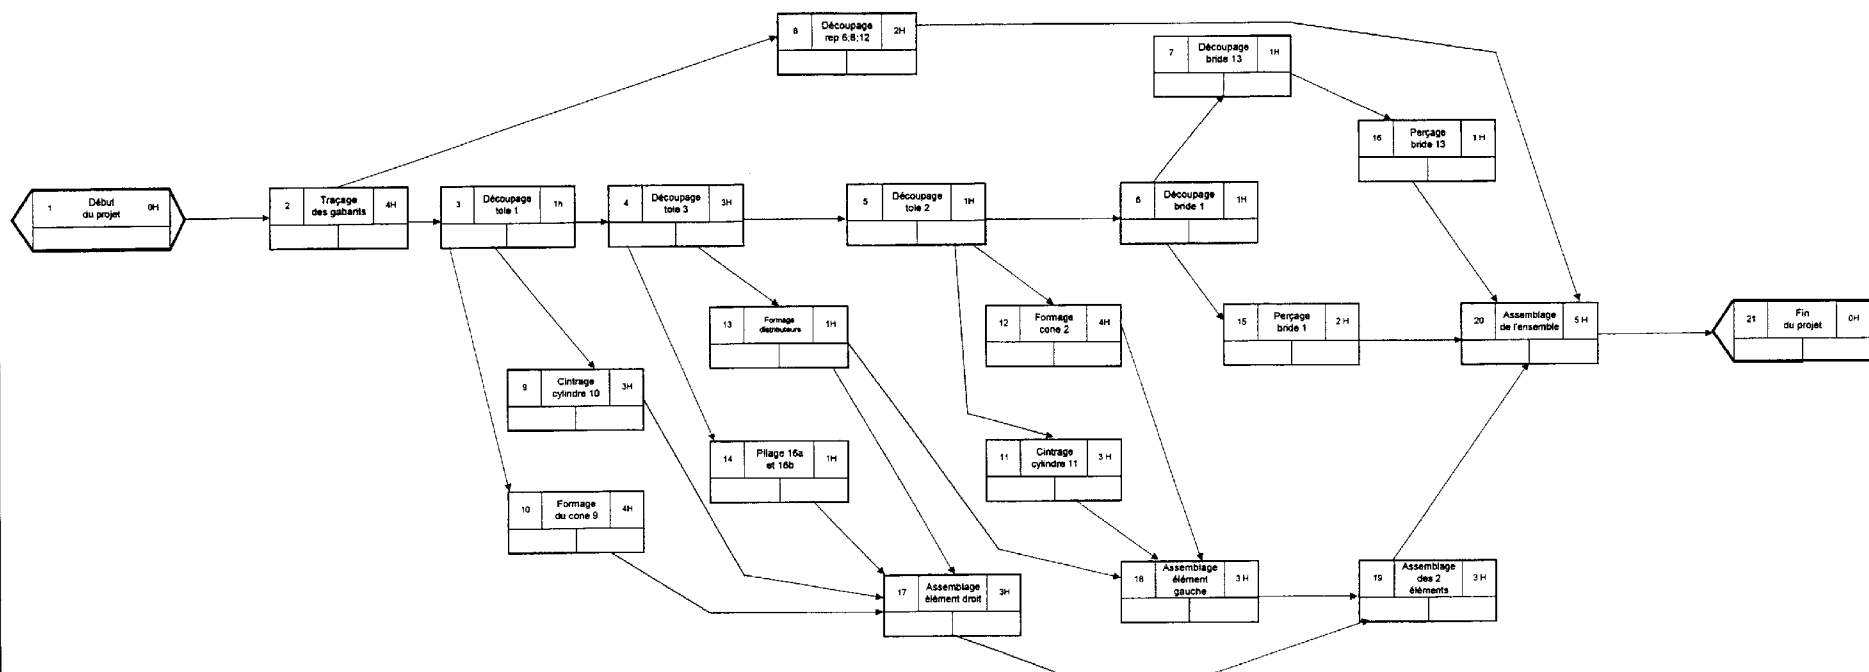 8 Découpage 2H
rep 6;8;12
7 Découpage 1H
bride 13
16 Perçage 1 H
bride 13
1 Début 0H
du projet
2 Traçage 4H
des gabarits
3 Découpage 1h
tole 1
4 Découpage 3H
tole 3
5 Découpage 1H
tole 2
6 Découpage 1H
bride 1
13 Formage 1H
distributeurs
12 Formage 4H
cone 2
15 Perçage 2 H
bride 1
20 Assemblage 5 H
de l'ensemble
21 Fin 0H
du projet
9 Cintrage 3H
cylindre 10
14 Pliage 16a 1H
et 16b
11 Cintrage 3 H
cylindre 11
10 Formage 4H
du cone 9
17 Assemblage 3H
élément droit
18 Assemblage 3 H
élément
gauche
19 Assemblage 3 H
des 2
éléments